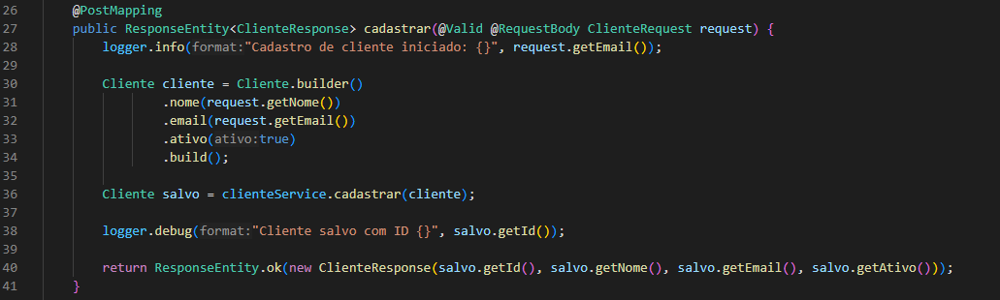 26 @PostMapping
27 public ResponseEntity<ClienteResponse> cadastrar(@Valid @RequestBody ClienteRequest request) {
28 logger.info(format:"Cadastro de cliente iniciado: {}", request.getEmail());
29
30 Cliente cliente = Cliente.builder()
31 .nome(request.getNome())
32 .email(request.getEmail())
33 .ativo(ativo:true)
34 .build();
35
36 Cliente salvo = clienteService.cadastrar(cliente);
37
38 logger.debug(format:"Cliente salvo com ID {}", salvo.getId());
39
40 return ResponseEntity.ok(new ClienteResponse(salvo.getId(), salvo.getNome(), salvo.getEmail(), salvo.getAtivo()));
41 }